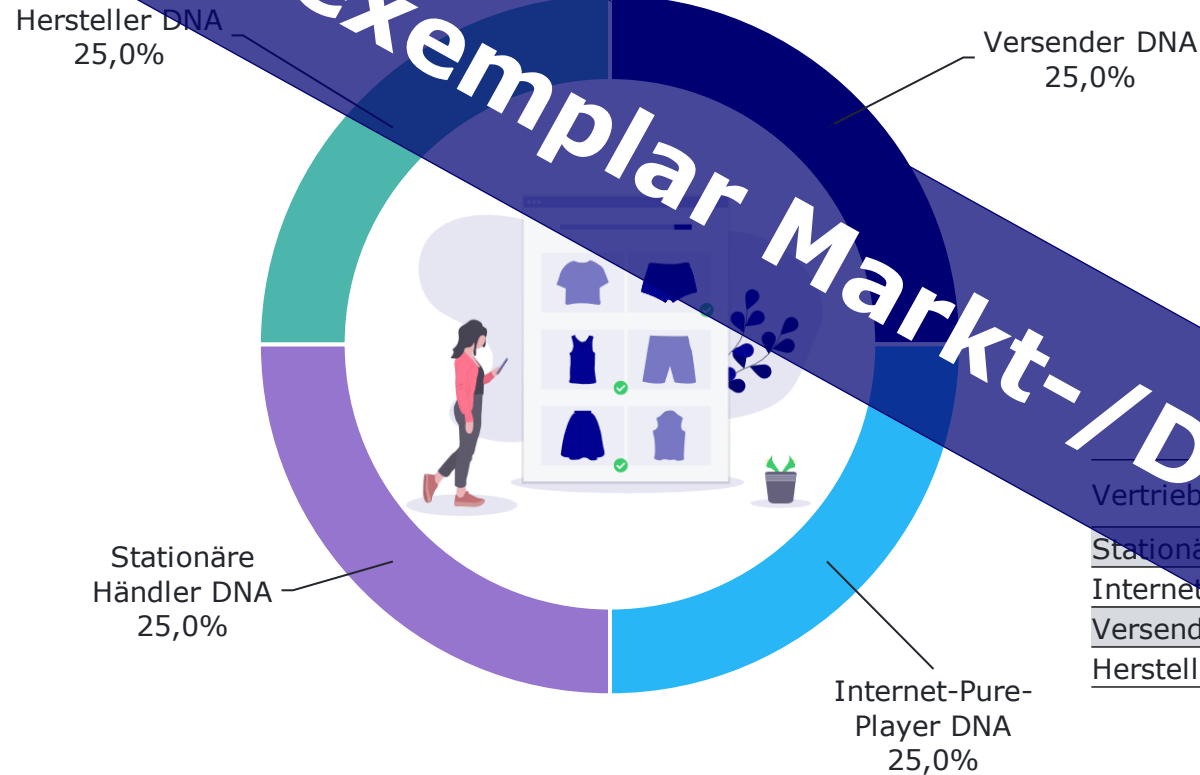 Hersteller DNA
25,0%
Versender DNA
25,0%
exemplar Markt-/D
Stationäre
Händler DNA
25,0%
Internet-Pure-
Player DNA
25,0%
Vertrieb
Stationä
Internet
Versend
Herstell